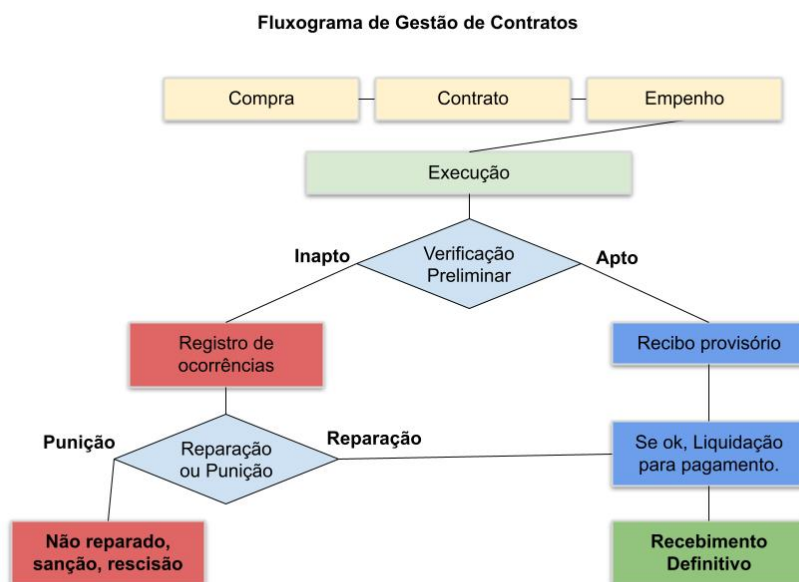 Fluxograma de Gestão de Contratos
Compra
Contrato
Empenho
Execução
Inapto
Verificação
Preliminar
Apto
Registro de
ocorrências
Recibo provisório
Punição
Reparação
ou Punição
Reparação
Se ok, Liquidação
para pagamento.
Não reparado,
sanção, rescisão
Recebimento
Definitivo